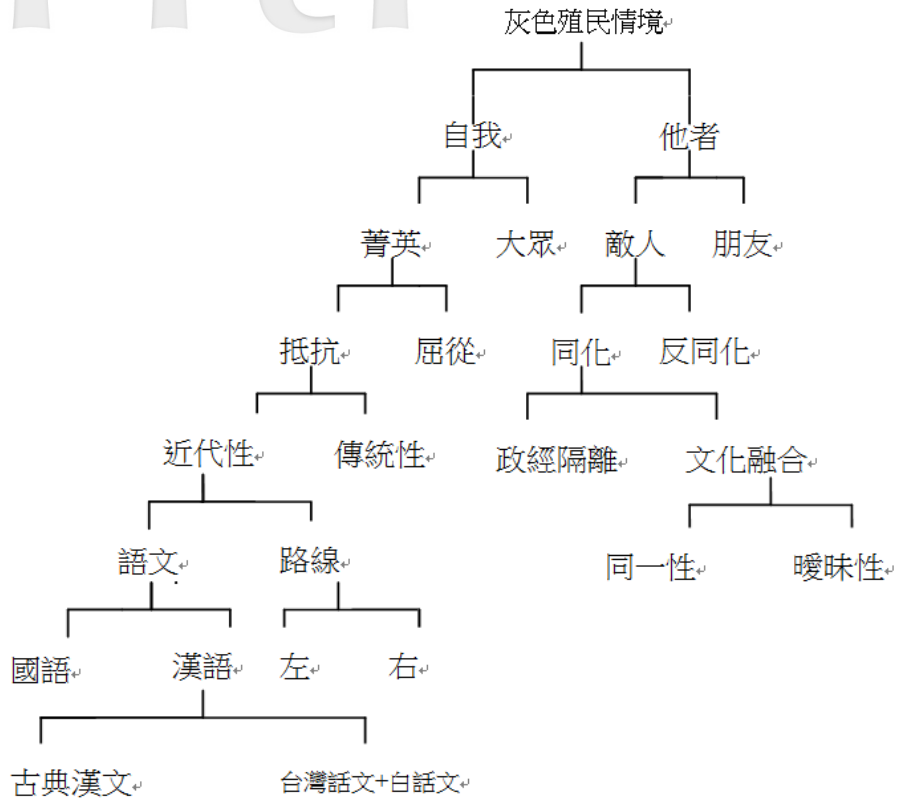 灰色殖民情境
自我 他者
菁英 大眾 敵人 朋友
抵抗 屈從 同化 反同化
近代性 傳統性 政經隔離 文化融合
語文 路線 同一性 曖昧性
國語 漢語 左 右
古典漢文 台灣話文+白話文